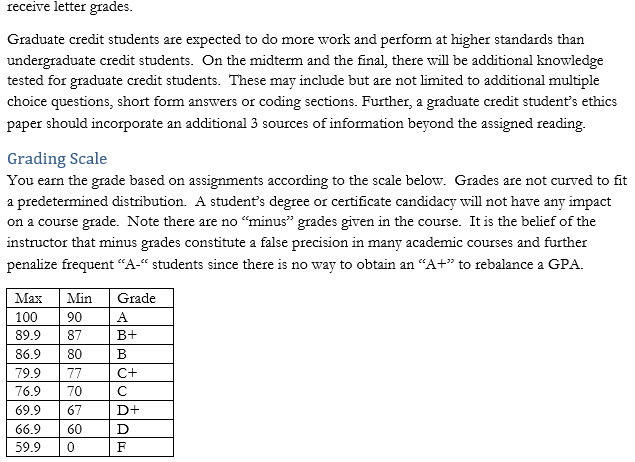 receive letter grades.
Graduate credit students are expected to do more work and perform at higher standards than
undergraduate credit students.  On the midterm and the final, there will be additional knowledge
tested for graduate credit students.  These may include but are not limited to additional multiple
choice questions, short form answers or coding sections. Further, a graduate credit student’s ethics
paper should incorporate an additional 3 sources of information beyond the assigned reading.
Grading Scale
You earn the grade based on assignments according to the scale below.  Grades are not curved to fit
a predetermined distribution.  A student’s degree or certificate candidacy will not have any impact
on a course grade.  Note there are no “minus” grades given in the course.  It is the belief of the
instructor that minus grades constitute a false precision in many academic courses and further
penalize frequent “A-“ students since there is no way to obtain an “A+” to rebalance a GPA.
Max Min Grade
100 90 A
89.9 87 B+
86.9 80 B
79.9 77 C+
76.9 70 C
69.9 67 D+
66.9 60 D
59.9 0 F